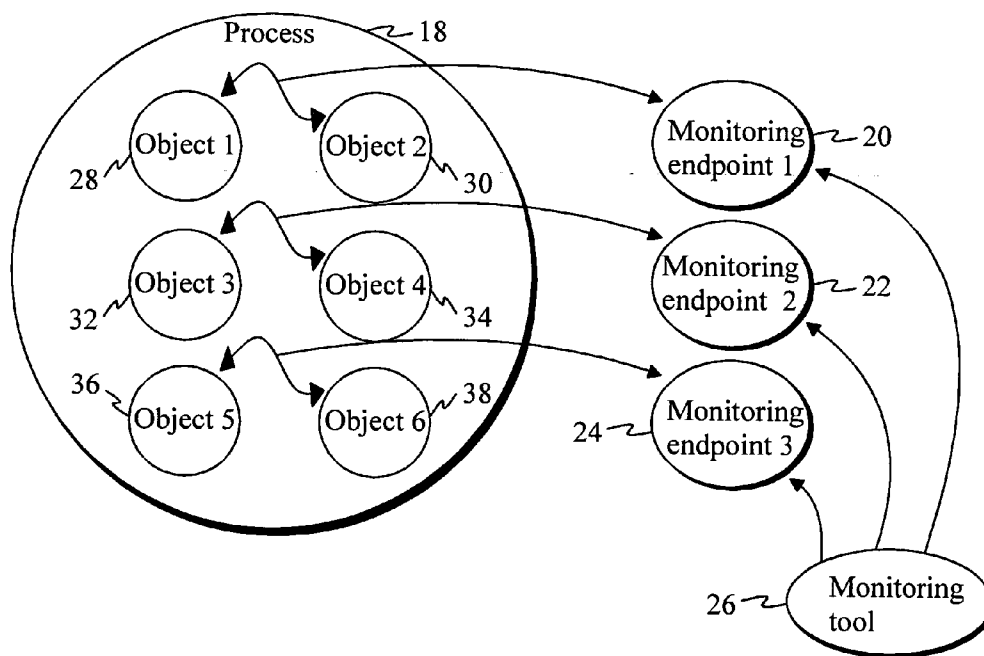 Process
18
Object 1
Object 2
28
30
Monitoring
endpoint 1
20
Object 3
Object 4
32
34
Monitoring
endpoint 2
22
36
Object 5
Object 6
38
Monitoring
endpoint 3
24
26
Monitoring
tool